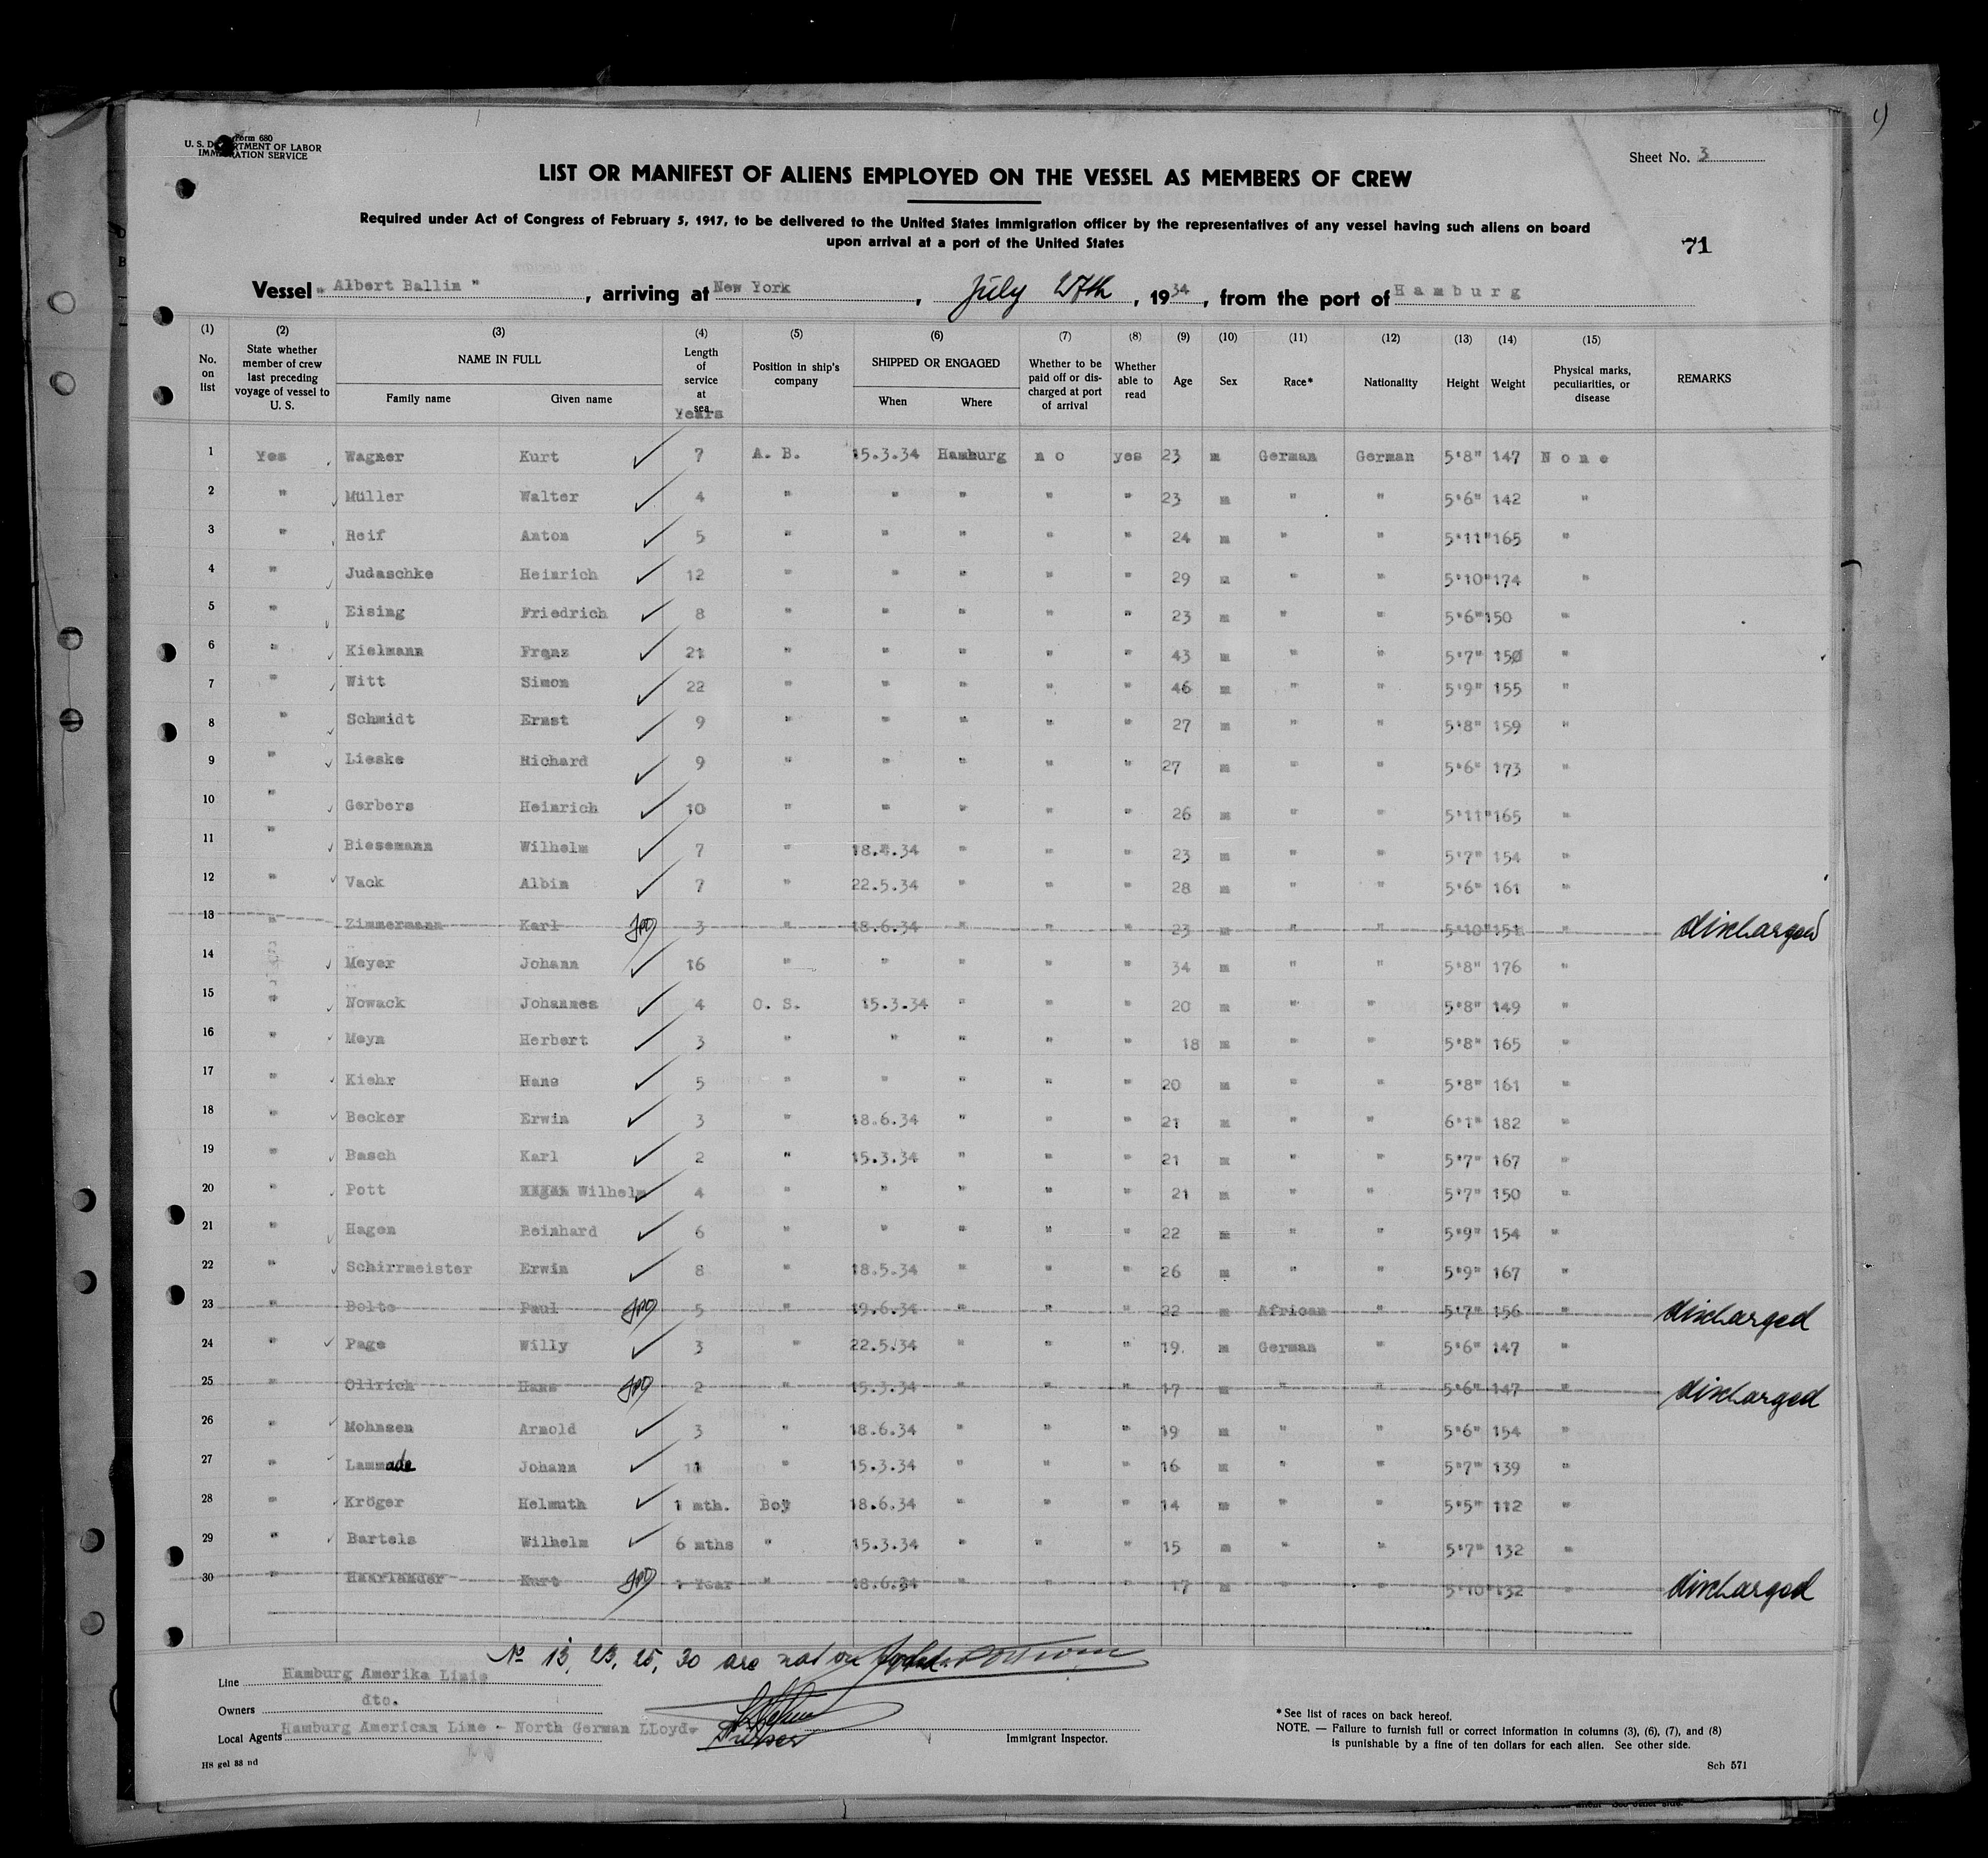 Form 680
U. S. DEPARTMENT OF LABOR
IMMIGRATION SERVICE
Sheet No. 3
LIST OR MANIFEST OF ALIENS EMPLOYED ON THE VESSEL AS MEMBERS OF CREW
Required under Act of Congress of February 5, 1917, to be delivered to the United States immigration officer by the representatives of any vessel having such aliens on board
upon arrival at a port of the United States
71
Vessel "Albert Ballin", arriving at New York, July 27th, 1934, from the port of Hamburg
(1) (2) (3) (4) (5) (6) (7) (8) (9) (10) (11) (12) (13) (14) (15)
No. on list | State whether member of crew last preceding voyage of vessel to U. S. | NAME IN FULL Family name Given name | Length of service at sea Years | Position in ship's company | SHIPPED OR ENGAGED When Where | Whether to be paid off or discharged at port of arrival | Whether able to read | Age | Sex | Race* | Nationality | Height | Weight | Physical marks, peculiarities, or disease | REMARKS
1 Yes Wagner Kurt 7 A. B. 15.3.34 Hamburg no yes 23 m German German 5'8" 147 None
2 " Müller Walter 4 " " " " " 23 m " " 5'6" 142 "
3 " Reif Anton 5 " " " " " 24 m " " 5'11" 165 "
4 " Judaschke Heinrich 12 " " " " " 29 m " " 5'10" 174 "
5 " Eising Friedrich 8 " " " " " 23 m " " 5'6" 150 "
6 " Kielmann Franz 21 " " " " " 43 m " " 5'7" 150 "
7 " Witt Simon 22 " " " " " 46 m " " 5'9" 155 "
8 " Schmidt Ernst 9 " " " " " 27 m " " 5'8" 159 "
9 " Lieske Richard 9 " " " " " 27 m " " 5'6" 173 "
10 " Gerbers Heinrich 10 " " " " " 26 m " " 5'11" 165 "
11 " Biesemann Wilhelm 7 " 18.4.34 " " " 23 m " " 5'7" 154 "
12 " Vack Albin 7 " 22.5.34 " " " 28 m " " 5'6" 161 "
13 " Zimmermann Karl 3 " 18.6.34 " " " 23 m " " 5'10" 151 " discharged
14 " Meyer Johann 16 " " " " " 34 m " " 5'8" 176 "
15 " Nowack Johannes 4 O. S. 15.3.34 " " " 20 m " " 5'8" 149 "
16 " Meyn Herbert 3 " " " " " 18 m " " 5'8" 165 "
17 " Kiehr Hans 5 " " " " " 20 m " " 5'8" 161 "
18 " Becker Erwin 3 " 18.6.34 " " " 21 m " " 6'1" 182 "
19 " Basch Karl 2 " 15.3.34 " " " 21 m " " 5'7" 167 "
20 " Pott Wilhelm 4 " " " " " 21 m " " 5'7" 150 "
21 " Hagen Reinhard 6 " " " " " 22 m " " 5'9" 154 "
22 " Schirrmeister Erwin 8 " 18.5.34 " " " 26 m " " 5'9" 167 "
23 " Bolte Paul 5 " 19.6.34 " " " 22 m African " 5'7" 156 " discharged
24 " Page Willy 3 " 22.5.34 " " " 19. m German " 5'6" 147 "
25 " Ollrich Hans 2 " 15.3.34 " " " 17 m " " 5'6" 147 " discharged
26 " Mohnsen Arnold 3 " 18.6.34 " " " 19 m " " 5'6" 154 "
27 " Lammade Johann 1 " 15.3.34 " " " 16 m " " 5'7" 139 "
28 " Kröger Helmuth 1 mth. Boy 18.6.34 " " " 14 m " " 5'5" 112 "
29 " Bartels Wilhelm 6 mths " 15.3.34 " " " 15 m " " 5'7" 132 "
30 " Haarlander Kurt 1 Year " 18.6.34 " " " 17 m " " 5'10" 132 " discharged
No 13, 23, 25, 30 are not on
Line Hamburg Amerika Linie
Owners dto.
Local Agents Hamburg American Line - North German LLoyd
Immigrant Inspector.
*See list of races on back hereof.
NOTE. — Failure to furnish full or correct information in columns (3), (6), (7), and (8)
is punishable by a fine of ten dollars for each alien. See other side.
H8 gel 88 nd
Sch 571